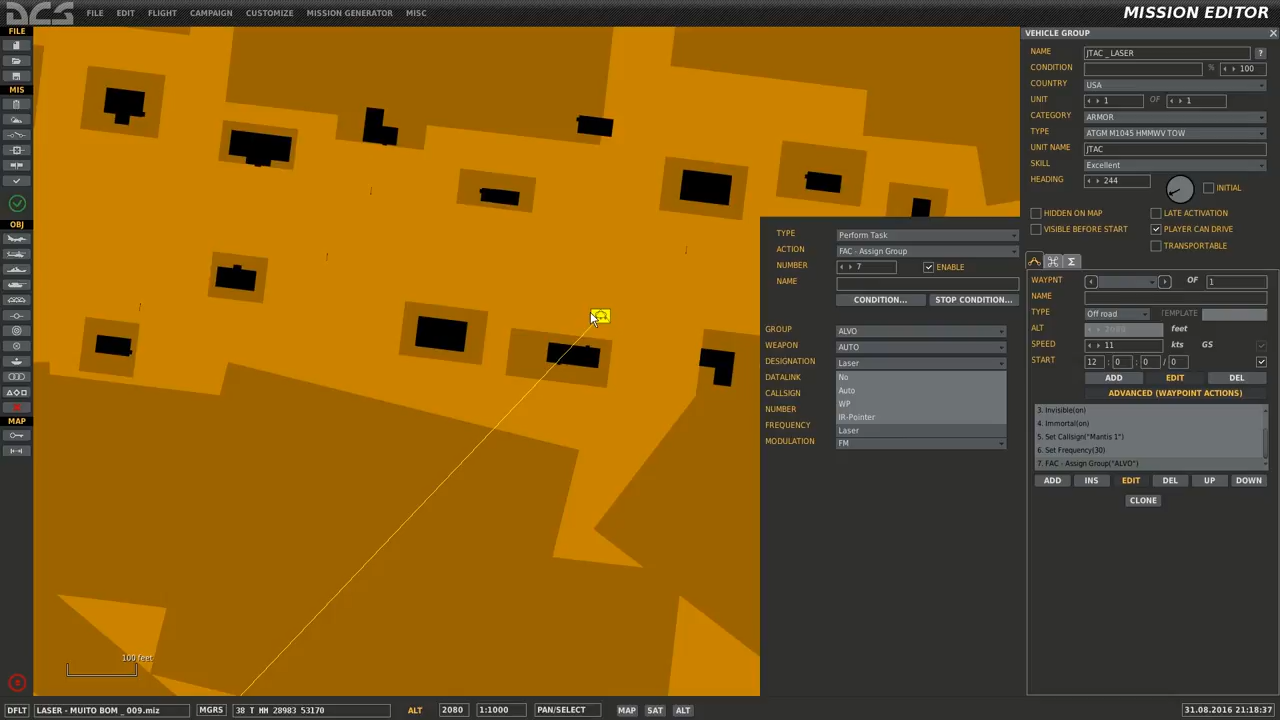 DCS FILE EDIT FLIGHT CAMPAIGN CUSTOMIZE MISSION GENERATOR MISC MISSION EDITOR
FILE
MIS
OBJ
MAP
100 feet
TYPE Perform Task
ACTION FAC - Assign Group
NUMBER 7 ENABLE
NAME
CONDITION... STOP CONDITION...
GROUP ALVO
WEAPON AUTO
DESIGNATION Laser
DATALINK No
Auto
CALLSIGN
WP
NUMBER
IR-Pointer
FREQUENCY
Laser
MODULATION FM
VEHICLE GROUP
NAME JTAC _ LASER ?
CONDITION % 100
COUNTRY USA
UNIT 1 OF 1
CATEGORY ARMOR
TYPE ATGM M1045 HMMWV TOW
UNIT NAME JTAC
SKILL Excellent
HEADING 244 INITIAL
HIDDEN ON MAP LATE ACTIVATION
VISIBLE BEFORE START PLAYER CAN DRIVE
TRANSPORTABLE
WAYPNT OF 1
NAME
TYPE Off road TEMPLATE
ALT 2080 feet
SPEED 11 kts GS
START 12 : 0 : 0 / 0
ADD EDIT DEL
ADVANCED (WAYPOINT ACTIONS)
3. Invisible(on)
4. Immortal(on)
5. Set Callsign("Mantis 1")
6. Set Frequency(30)
7. FAC - Assign Group("ALVO")
ADD INS EDIT DEL UP DOWN
CLONE
DFLT LASER - MUITO BOM _ 009.miz MGRS 38 T MH 28983 53170 ALT 2080 1:1000 PAN/SELECT MAP SAT ALT 31.08.2016 21:18:37